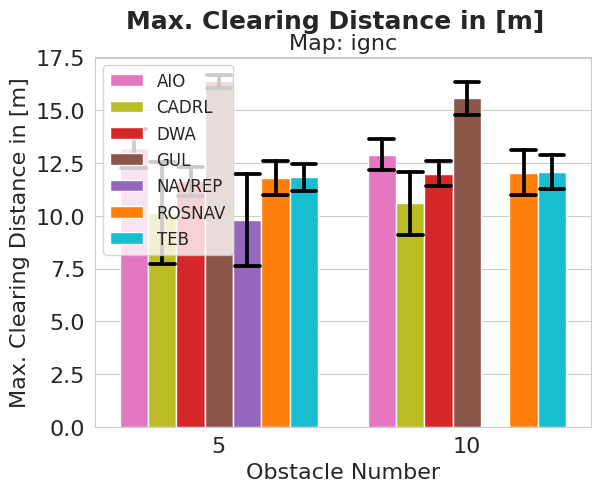 Max. Clearing Distance in [m]
Map: ignc
Max. Clearing Distance in [m]
17.5
15.0
12.5
10.0
7.5
5.0
2.5
0.0
AIO
CADRL
DWA
GUL
NAVREP
ROSNAV
TEB
5
10
Obstacle Number